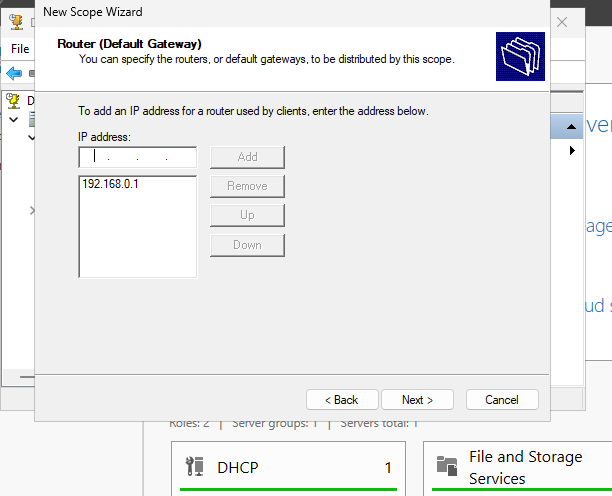 New Scope Wizard
File
Router (Default Gateway)
You can specify the routers, or default gateways, to be distributed by this scope.
To add an IP address for a router used by clients, enter the address below.
IP address:
. . .
Add
192.168.0.1
Remove
Up
Down
< Back
Next >
Cancel
D
ver
age
ud s
Roles: 2 | Server groups: 1 | Servers total: 1
DHCP
1
File and Storage
Services